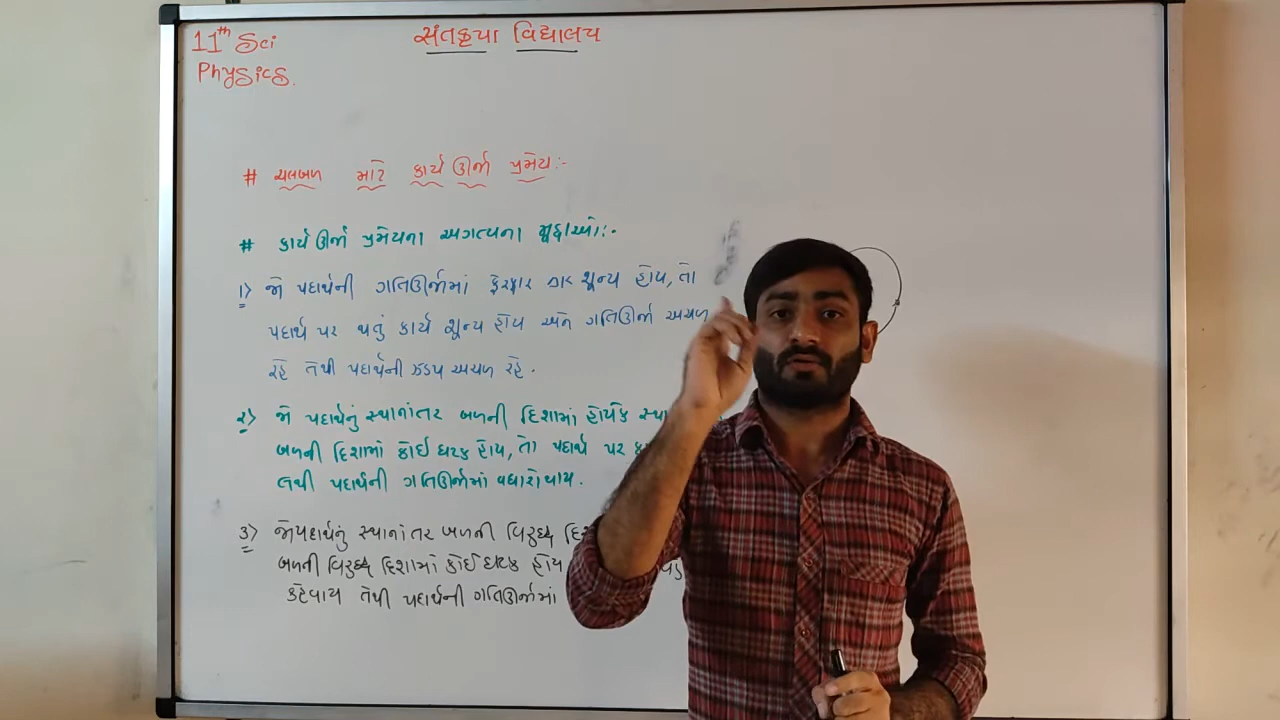 11th Sci
Physics.
સંતકૃપા વિદ્યાલય
# ચલબળ માટે કાર્ય ઊર્જા પ્રમેય:-
# કાર્ય ઊર્જા પ્રમેયના અગત્યના મુદ્દાઓ:-
1) જો પદાર્થની ગતિઊર્જામાં ફેરફાર શૂન્ય હોય, તો
પદાર્થ પર થતું કાર્ય શૂન્ય હોય અને ગતિઊર્જા અચળ
રહે તેથી પદાર્થની ઝડપ અચળ રહે.
૨) જો પદાર્થનું સ્થાનાંતર બળની દિશામાં હોયકે
બળની દિશામાં કોઈ ઘટક હોય, તો પદાર્થ પર
પદાર્થની ગતિઊર્જામાં વધારો થાય.
3) જોપદાર્થનું સ્થાનાંતર બળની વિરુદ્ધ
બળની વિરુદ્ધ દિશામાં કોઈ ઘટક હોય
કહેવાય તેથી પદાર્થની ગતિઊર્જામાં